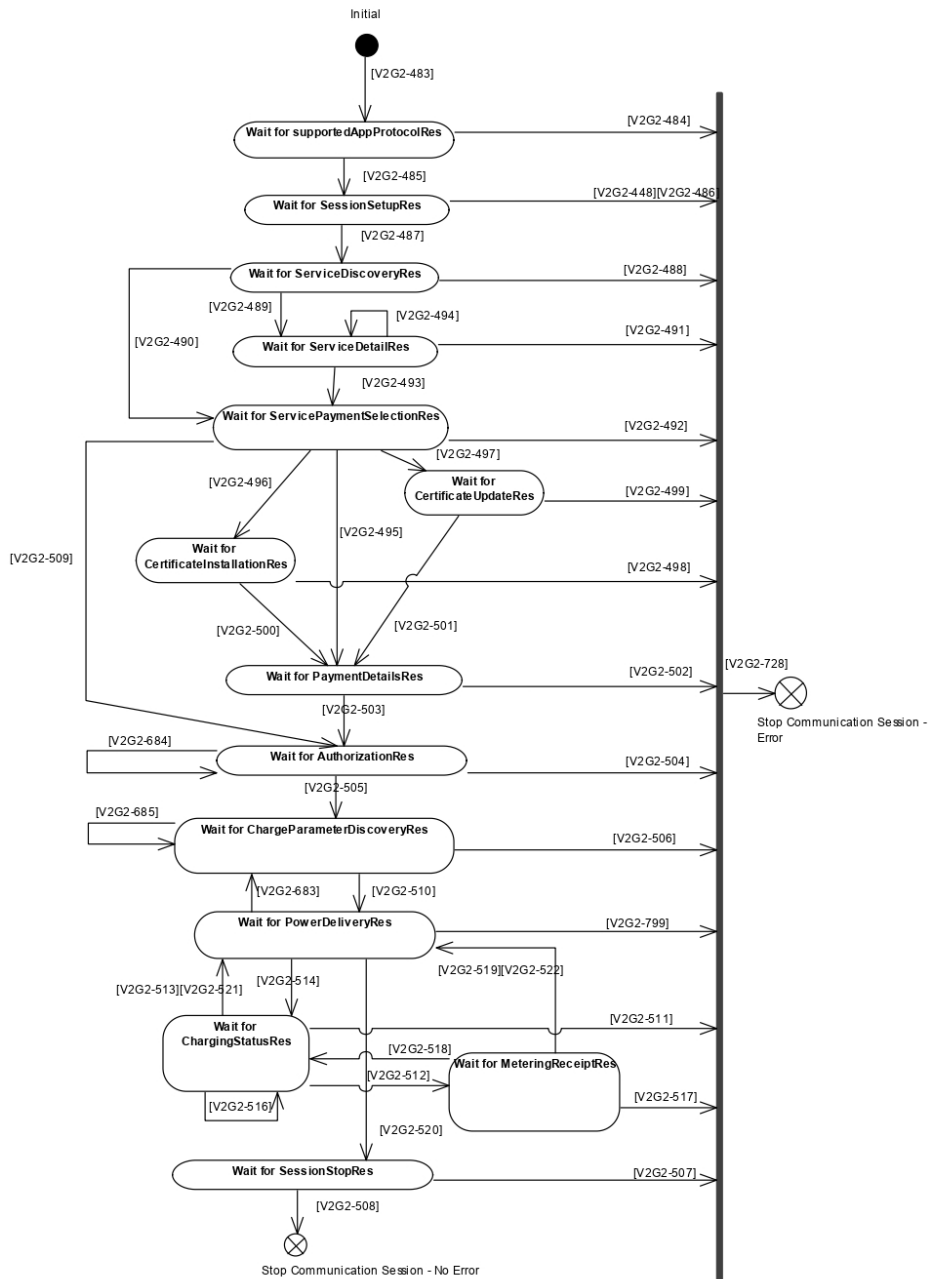 Initial
[V2G2-483]
Wait for supportedAppProtocolRes
[V2G2-484]
[V2G2-485]
[V2G2-448][V2G2-486]
Wait for SessionSetupRes
[V2G2-487]
Wait for ServiceDiscoveryRes
[V2G2-488]
[V2G2-489]
[V2G2-494]
[V2G2-490]
[V2G2-491]
Wait for ServiceDetailRes
[V2G2-493]
Wait for ServicePaymentSelectionRes
[V2G2-492]
[V2G2-497]
[V2G2-496]
Wait for
CertificateUpdateRes
[V2G2-499]
[V2G2-495]
[V2G2-509]
Wait for
CertificateInstallationRes
[V2G2-498]
[V2G2-500]
[V2G2-501]
Wait for PaymentDetailsRes
[V2G2-502]
[V2G2-728]
[V2G2-503]
Stop Communication Session -
Error
[V2G2-684]
Wait for AuthorizationRes
[V2G2-504]
[V2G2-505]
[V2G2-685]
Wait for ChargeParameterDiscoveryRes
[V2G2-506]
[V2G2-683]
[V2G2-510]
Wait for PowerDeliveryRes
[V2G2-799]
[V2G2-519][V2G2-522]
[V2G2-513][V2G2-521]
[V2G2-514]
Wait for
ChargingStatusRes
[V2G2-511]
[V2G2-518]
Wait for MeteringReceiptRes
[V2G2-512]
[V2G2-516]
[V2G2-517]
[V2G2-520]
Wait for SessionStopRes
[V2G2-507]
[V2G2-508]
Stop Communication Session - No Error